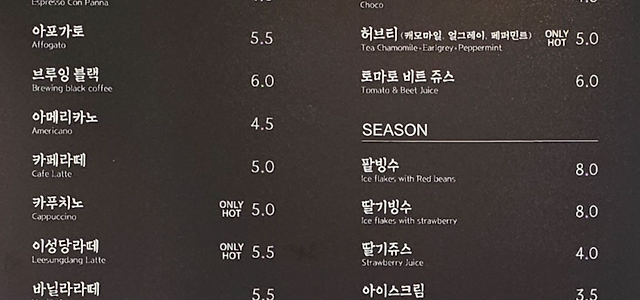 Espresso Con Panna
아포가토 5.5
Affogato
브루잉 블랙 6.0
Brewing black coffee
아메리카노 4.5
Americano
카페라떼 5.0
Cafe Latte
카푸치노 ONLY HOT 5.0
Cappuccino
이성당라떼 ONLY HOT 5.5
Leesungdang Latte
바닐라라떼 5.5
Choco
허브티 (캐모마일, 얼그레이, 페퍼민트) ONLY HOT 5.0
Tea Chamomile·Earlgrey·Peppermint
토마토 비트 쥬스 6.0
Tomato & Beet Juice
SEASON
팥빙수 8.0
Ice flakes with Red beans
딸기빙수 8.0
Ice flakes with strawberry
딸기쥬스 4.0
Strawberry Juice
아이스크림 3.5